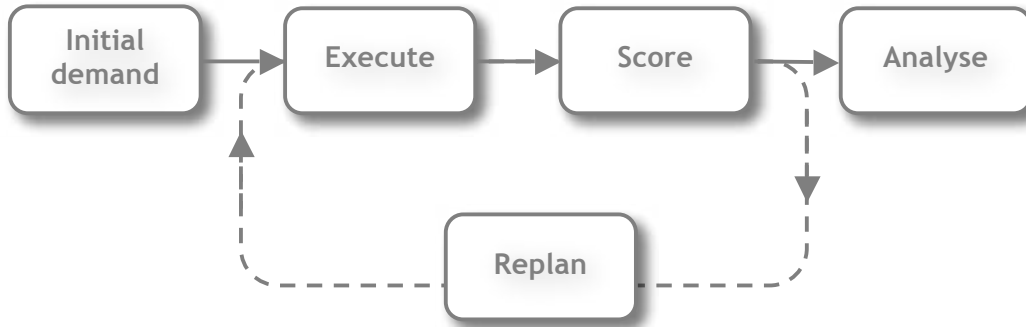 Initial
demand
Execute
Score
Analyse
Replan